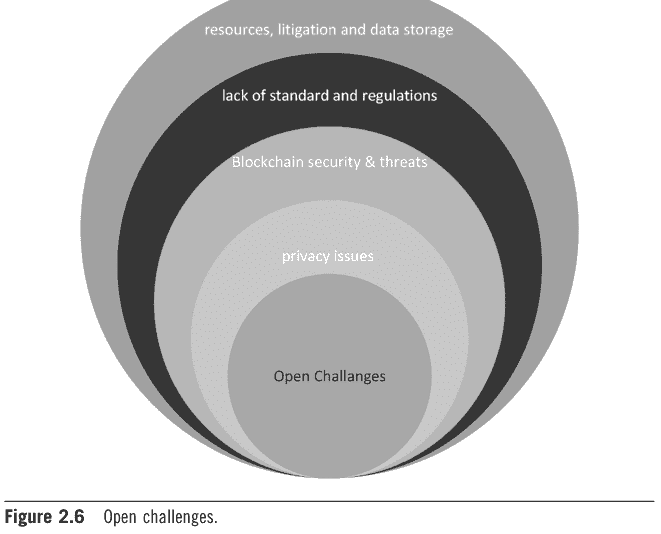 resources, litigation and data storage
lack of standard and regulations
Blockchain security & threats
privacy issues
Open Challanges
Figure 2.6 Open challenges.